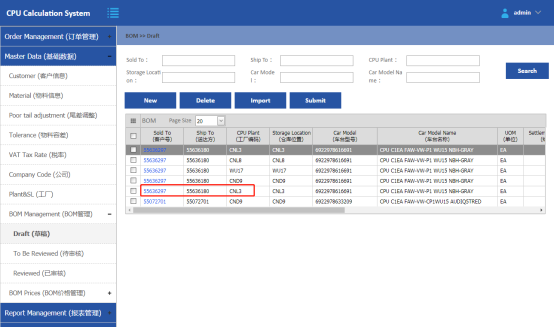 CPU Calculation System
admin
Order Management (订单管理)
Master Data (基础数据)
Customer (客户信息)
Material (物料信息)
Poor tail adjustment (尾差调整)
Tolerance (物料容差)
VAT Tax Rate (税率)
Company Code (公司)
Plant&SL (工厂)
BOM Management (BOM管理) -
Draft (草稿)
To Be Reviewed (待审核)
Reviewed (已审核)
BOM Prices (BOM价格管理) +
Report Management (报表管理)
BOM >> Draft
Sold To :
Ship To :
CPU Plant :
Storage Locati
on :
Car Mode
l :
Car Model Na
me :
Search
New Delete Import Submit
BOM Page Size 20
Sold To Ship To CPU Plant Storage Location Car Model Car Model Name UOM Settlem
(客户号) (送达方) (工厂编码) (仓库位置) (车台型号) (车台名称) (单位)
55636297 55636180 CNL3 CNL3 6922978616691 CPU C1EA FAW-VW-P1 WU15 NBH-GRAY EA
55636297 55636180 CNL8 CNL8 6922978616691 CPU C1EA FAW-VW-P1 WU15 NBH-GRAY EA
55636297 55636180 WU17 CND9 6922978616691 CPU C1EA FAW-VW-P1 WU15 NBH-GRAY EA
55636297 55636180 CND9 CND9 6922978616691 CPU C1EA FAW-VW-P1 WU15 NBH-GRAY EA
55636297 55636180 CNL3 CNL3 6922978616691 CPU C1EA FAW-VW-P1 WU15 NBH-GRAY EA
55072701 55072701 CND9 CND9 6922978633209 CPU C1EA FAW-VW-CP1WU15 AUDIQ5TRED EA